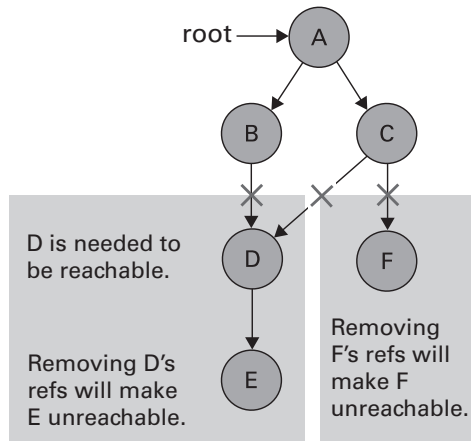 root
A
B
C
D is needed to
be reachable.
D
F
Removing D's
refs will make
E unreachable.
E
Removing
F's refs will
make F
unreachable.